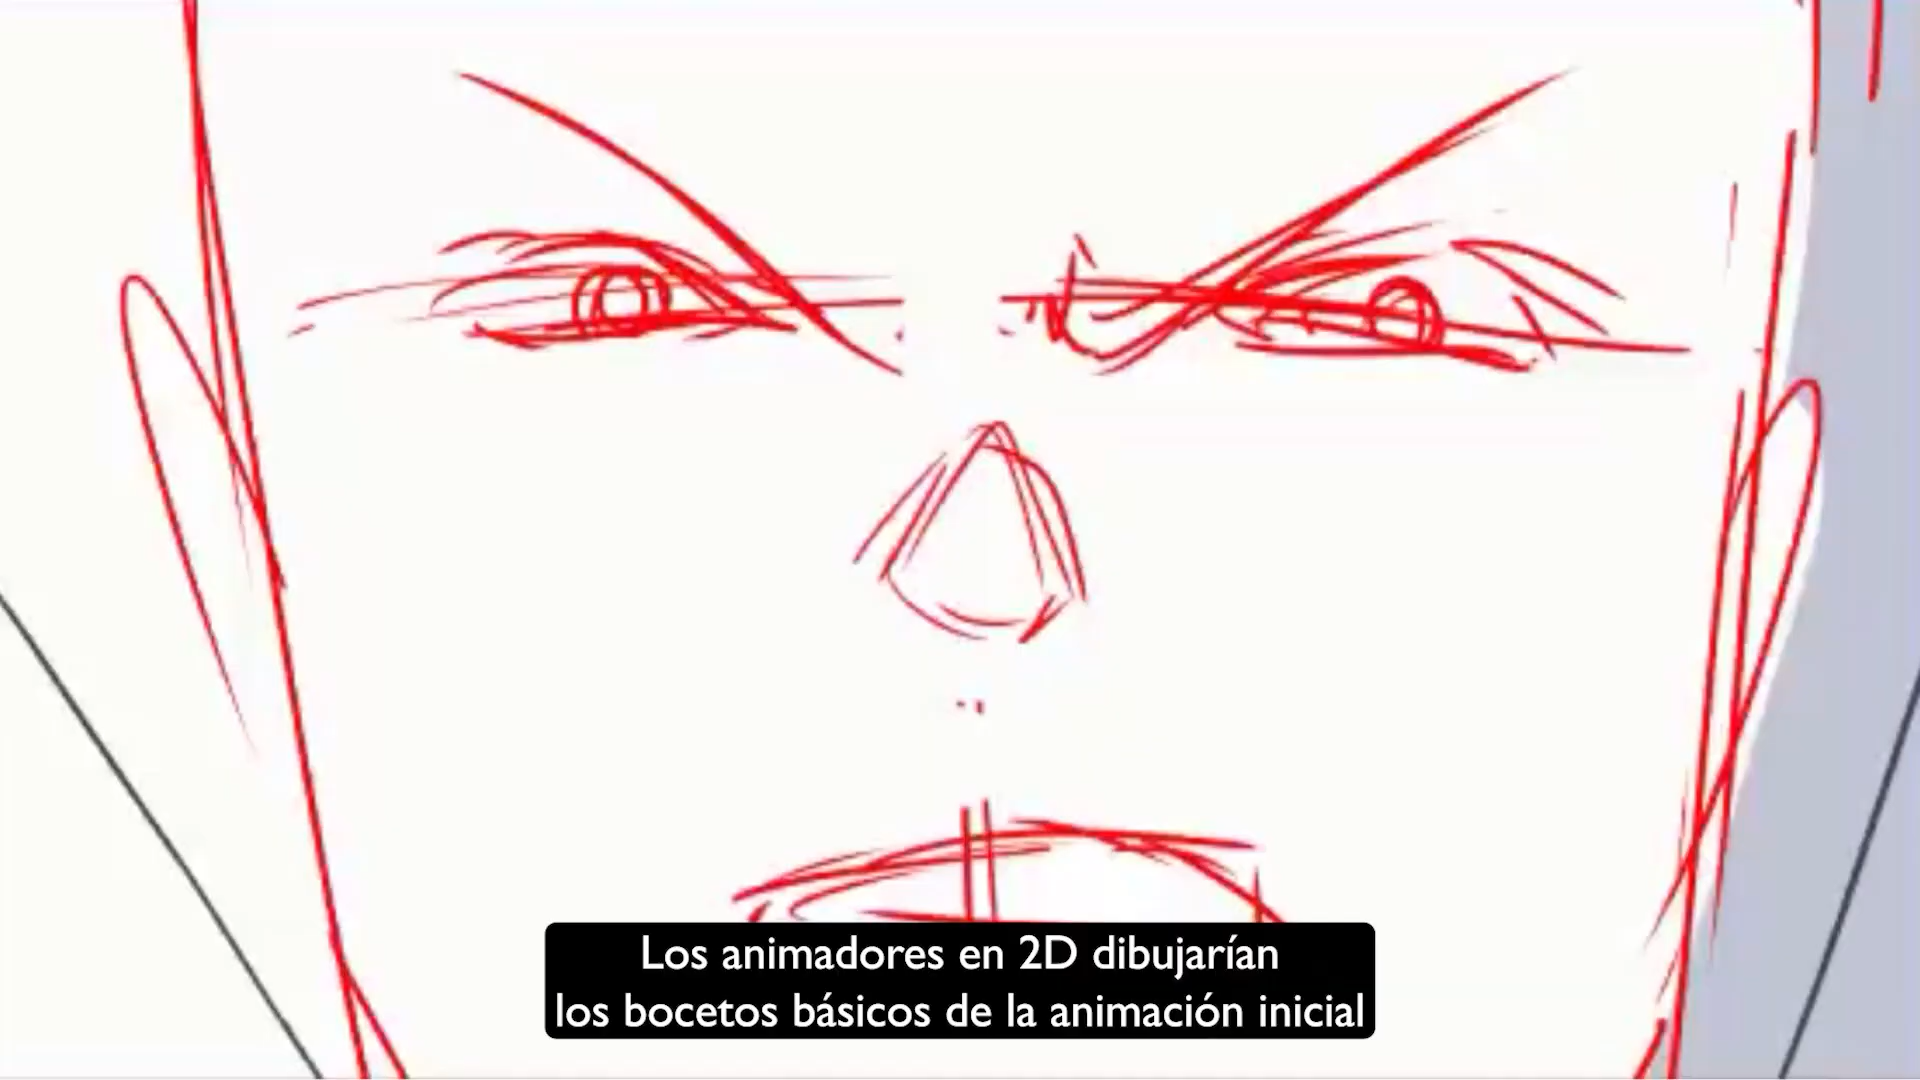 Los animadores en 2D dibujarían
los bocetos básicos de la animación inicial